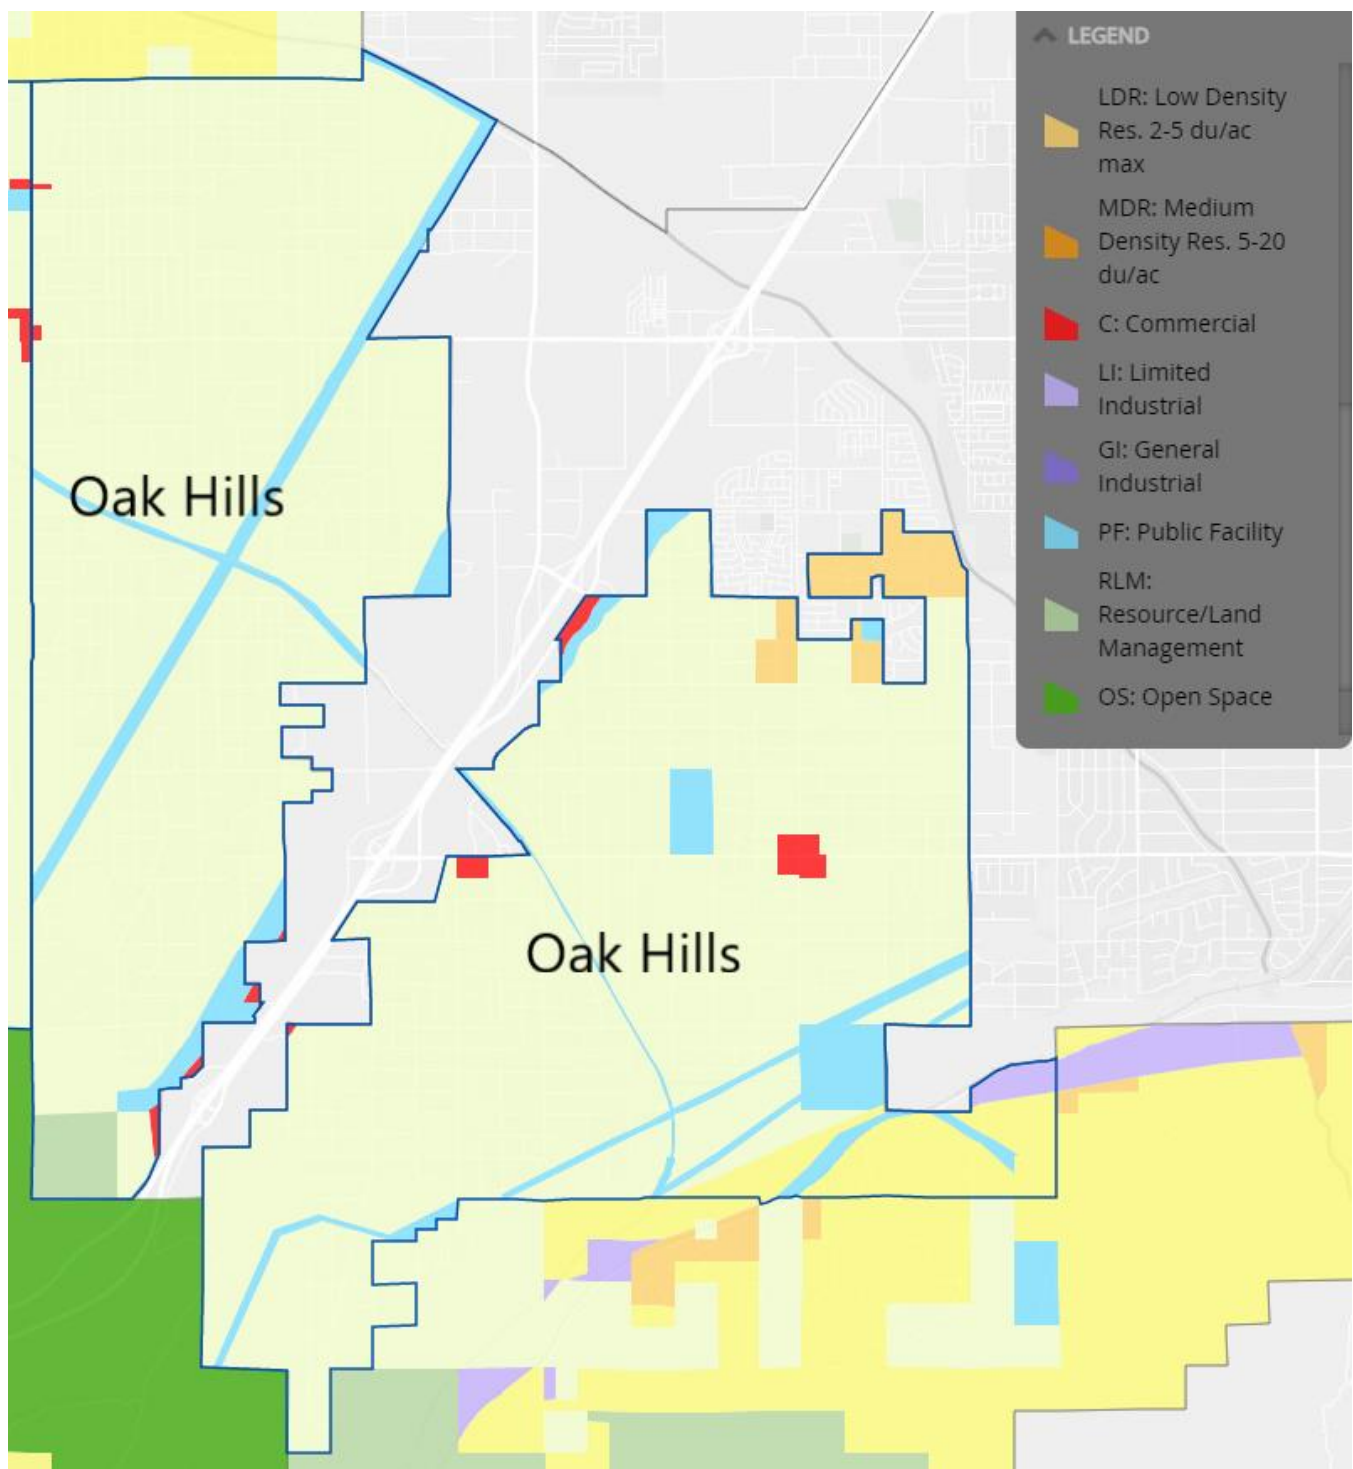 LEGEND
LDR: Low Density
Res. 2-5 du/ac
max
MDR: Medium
Density Res. 5-20
du/ac
C: Commercial
LI: Limited
Industrial
GI: General
Industrial
PF: Public Facility
RLM:
Resource/Land
Management
OS: Open Space
Oak Hills
Oak Hills